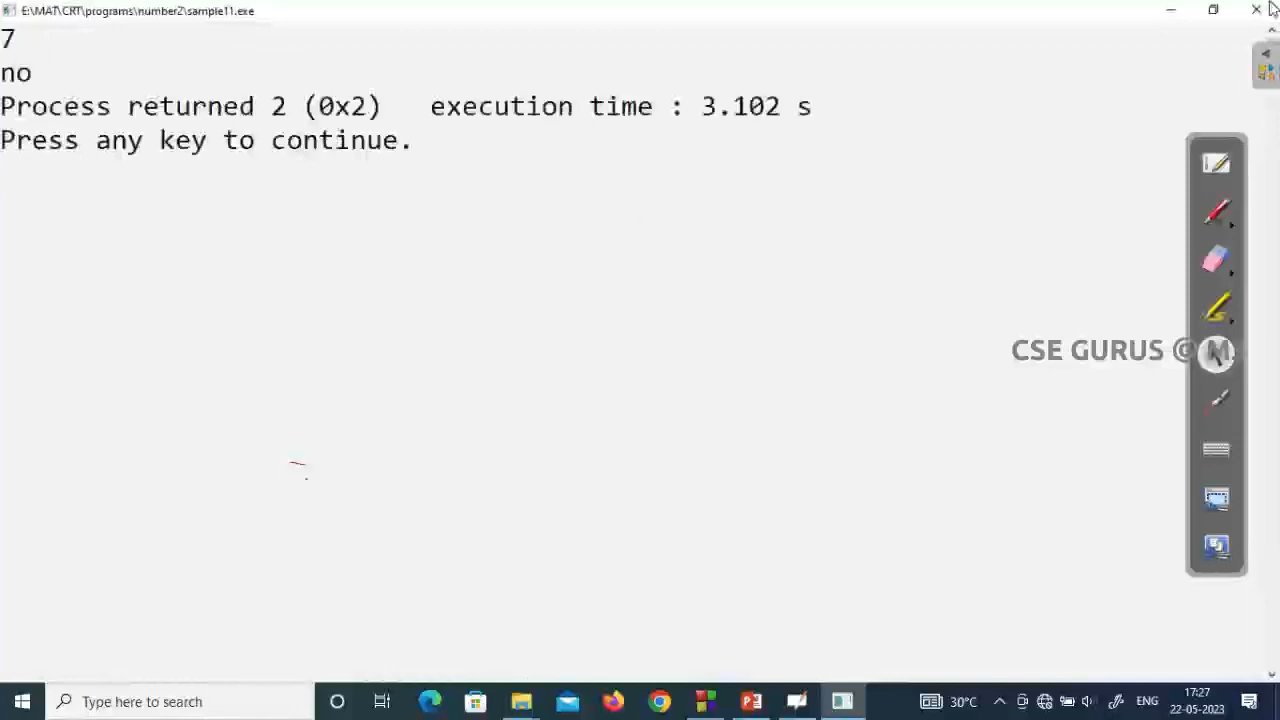 E:\MAT\CRT\programs\number2\sample11.exe
7
no
Process returned 2 (0x2)   execution time : 3.102 s
Press any key to continue.
CSE GURUS @ M
Type here to search
30°C
ENG
17:27
22-05-2023